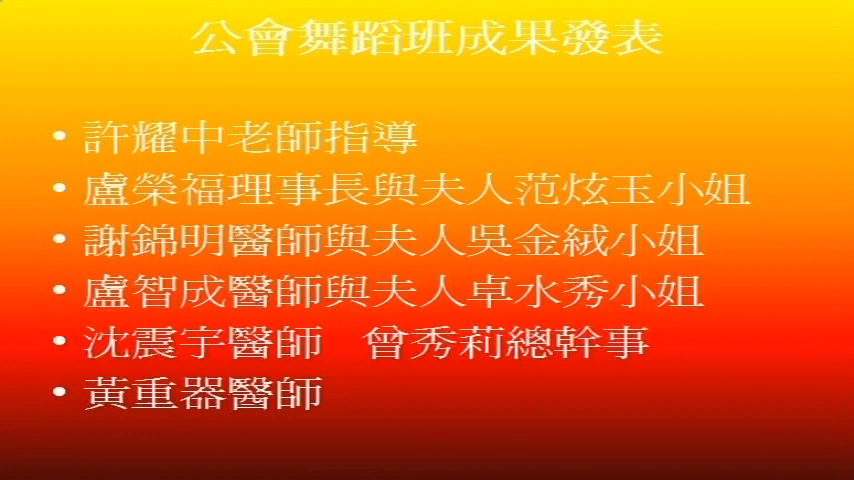 公會舞蹈班成果發表
• 許耀中老師指導
• 盧榮福理事長與夫人范炫玉小姐
• 謝錦明醫師與夫人吳金絨小姐
• 盧智成醫師與夫人卓水秀小姐
• 沈震宇醫師 曾秀莉總幹事
• 黃重器醫師